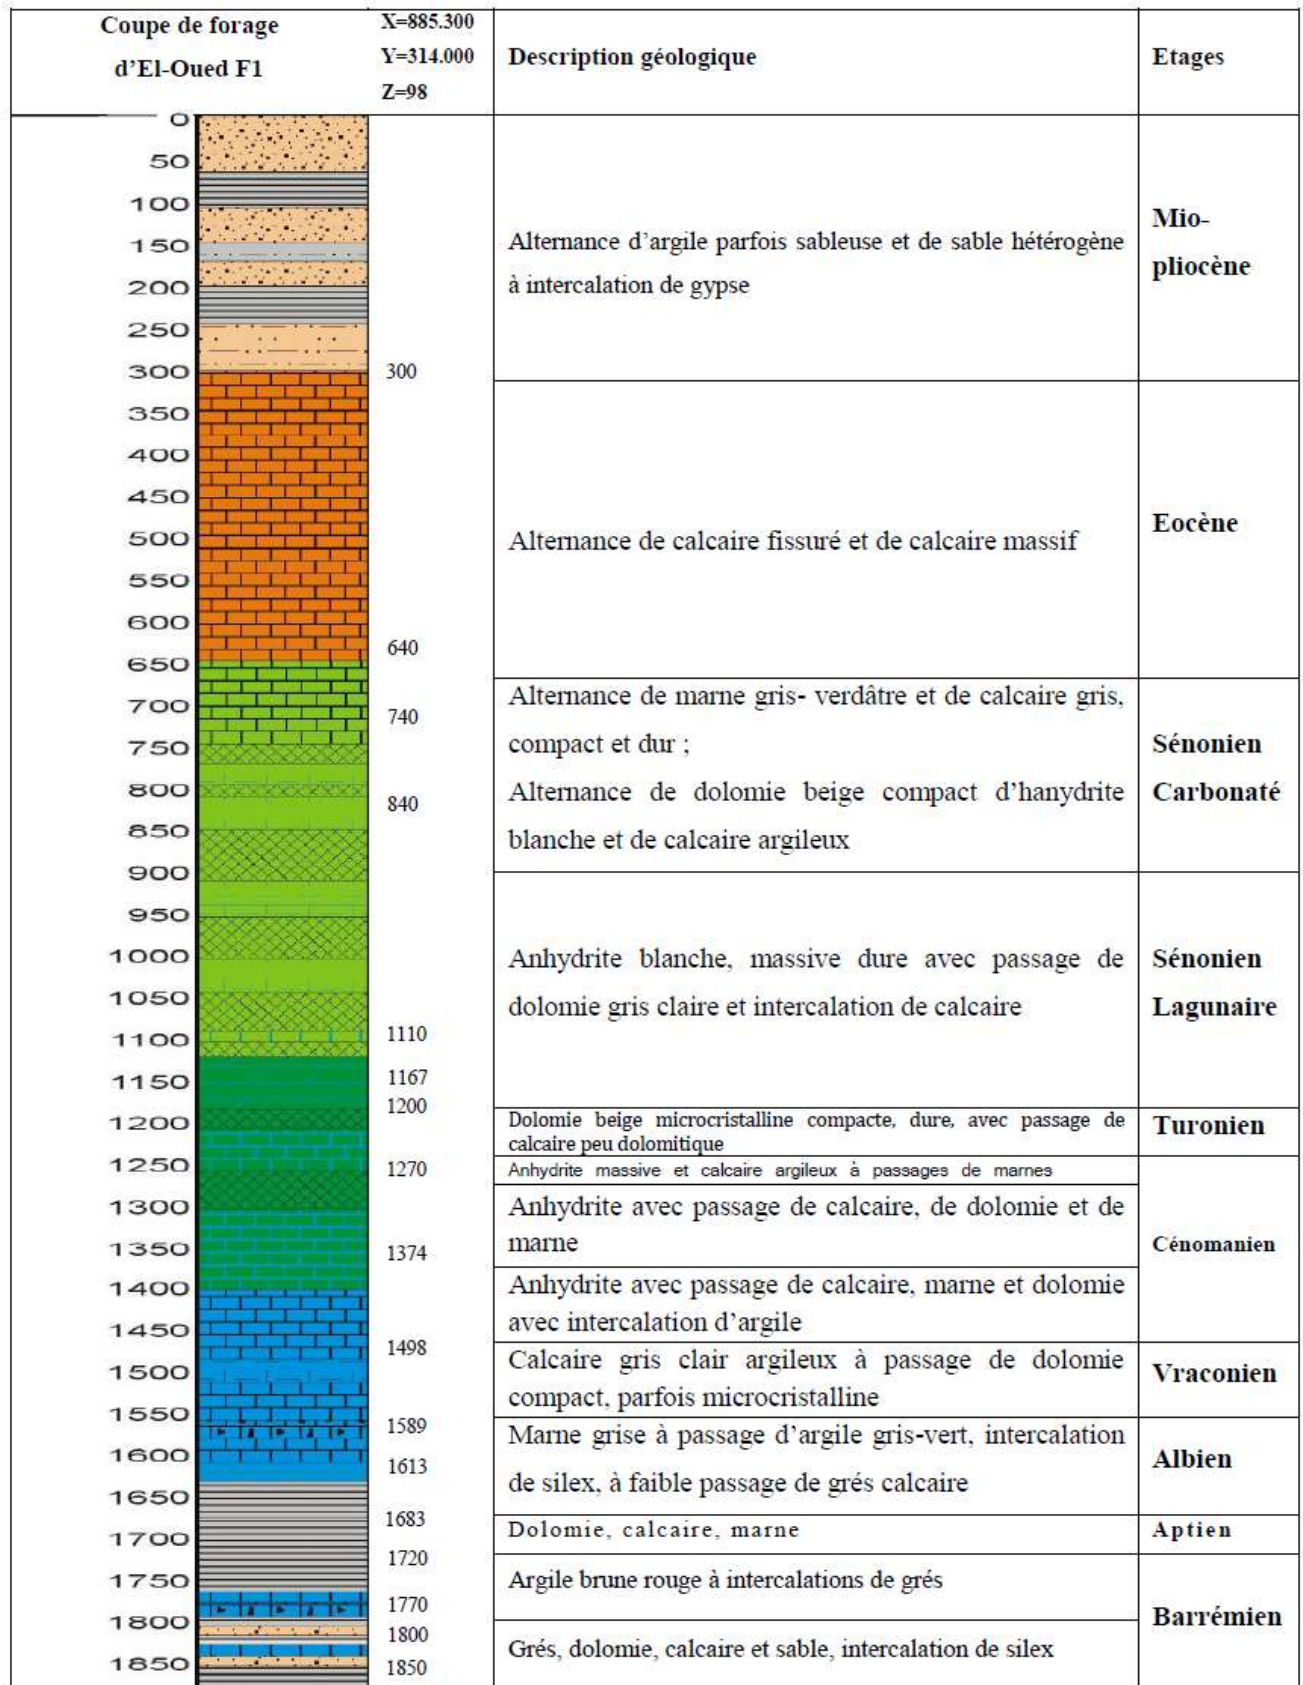 Coupe de forage
d'El-Oued F1
X=885.300
Y=314.000
Z=98
Description géologique
Etages
0
50
100
150
200
250
300
350
400
450
500
550
600
650
700
750
800
850
900
950
1000
1050
1100
1150
1200
1250
1300
1350
1400
1450
1500
1550
1600
1650
1700
1750
1800
1850
300
640
740
840
1110
1167
1200
1270
1374
1498
1589
1613
1683
1720
1770
1800
1850
Alternance d'argile parfois sableuse et de sable hétérogène
à intercalation de gypse
Mio-
pliocène
Alternance de calcaire fissuré et de calcaire massif
Eocène
Alternance de marne gris- verdâtre et de calcaire gris,
compact et dur ;
Alternance de dolomie beige compact d'hanydrite
blanche et de calcaire argileux
Sénonien
Carbonaté
Anhydrite blanche, massive dure avec passage de
dolomie gris claire et intercalation de calcaire
Sénonien
Lagunaire
Dolomie beige microcristalline compacte, dure, avec passage de
calcaire peu dolomitique
Turonien
Anhydrite massive et calcaire argileux à passages de marnes
Anhydrite avec passage de calcaire, de dolomie et de
marne
Anhydrite avec passage de calcaire, marne et dolomie
avec intercalation d'argile
Cénomanien
Calcaire gris clair argileux à passage de dolomie
compact, parfois microcristalline
Vraconien
Marne grise à passage d'argile gris-vert, intercalation
de silex, à faible passage de grés calcaire
Albien
Dolomie, calcaire, marne
Aptien
Argile brune rouge à intercalations de grés
Grés, dolomie, calcaire et sable, intercalation de silex
Barrémien